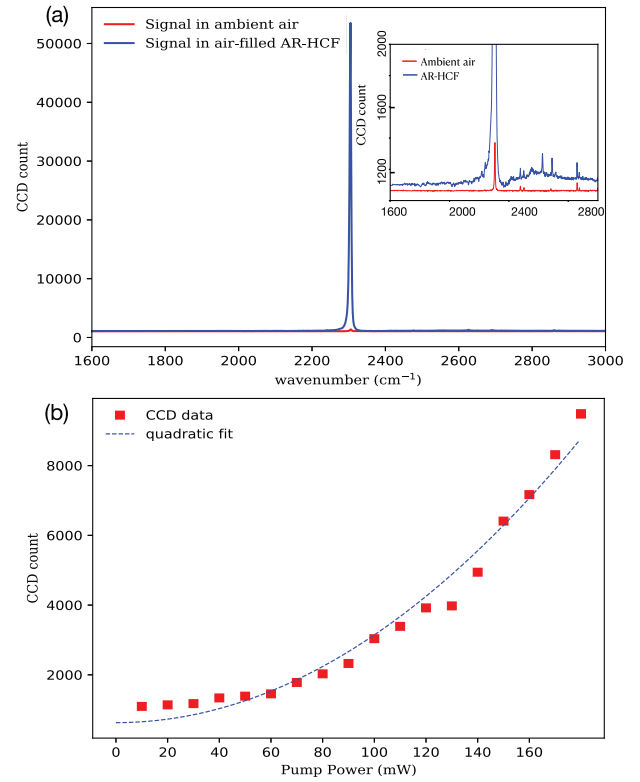 (a)
Signal in ambient air
Signal in air-filled AR-HCF
50000
40000
30000
20000
10000
0
CCD count
1600 1800 2000 2200 2400 2600 2800 3000
wavenumber (cm⁻¹)
Ambient air
AR-HCF
2000
1800
1600
1400
1200
CCD count
1600 2000 2400 2800
(b)
CCD data
quadratic fit
8000
6000
4000
2000
CCD count
0 20 40 60 80 100 120 140 160
Pump Power (mW)